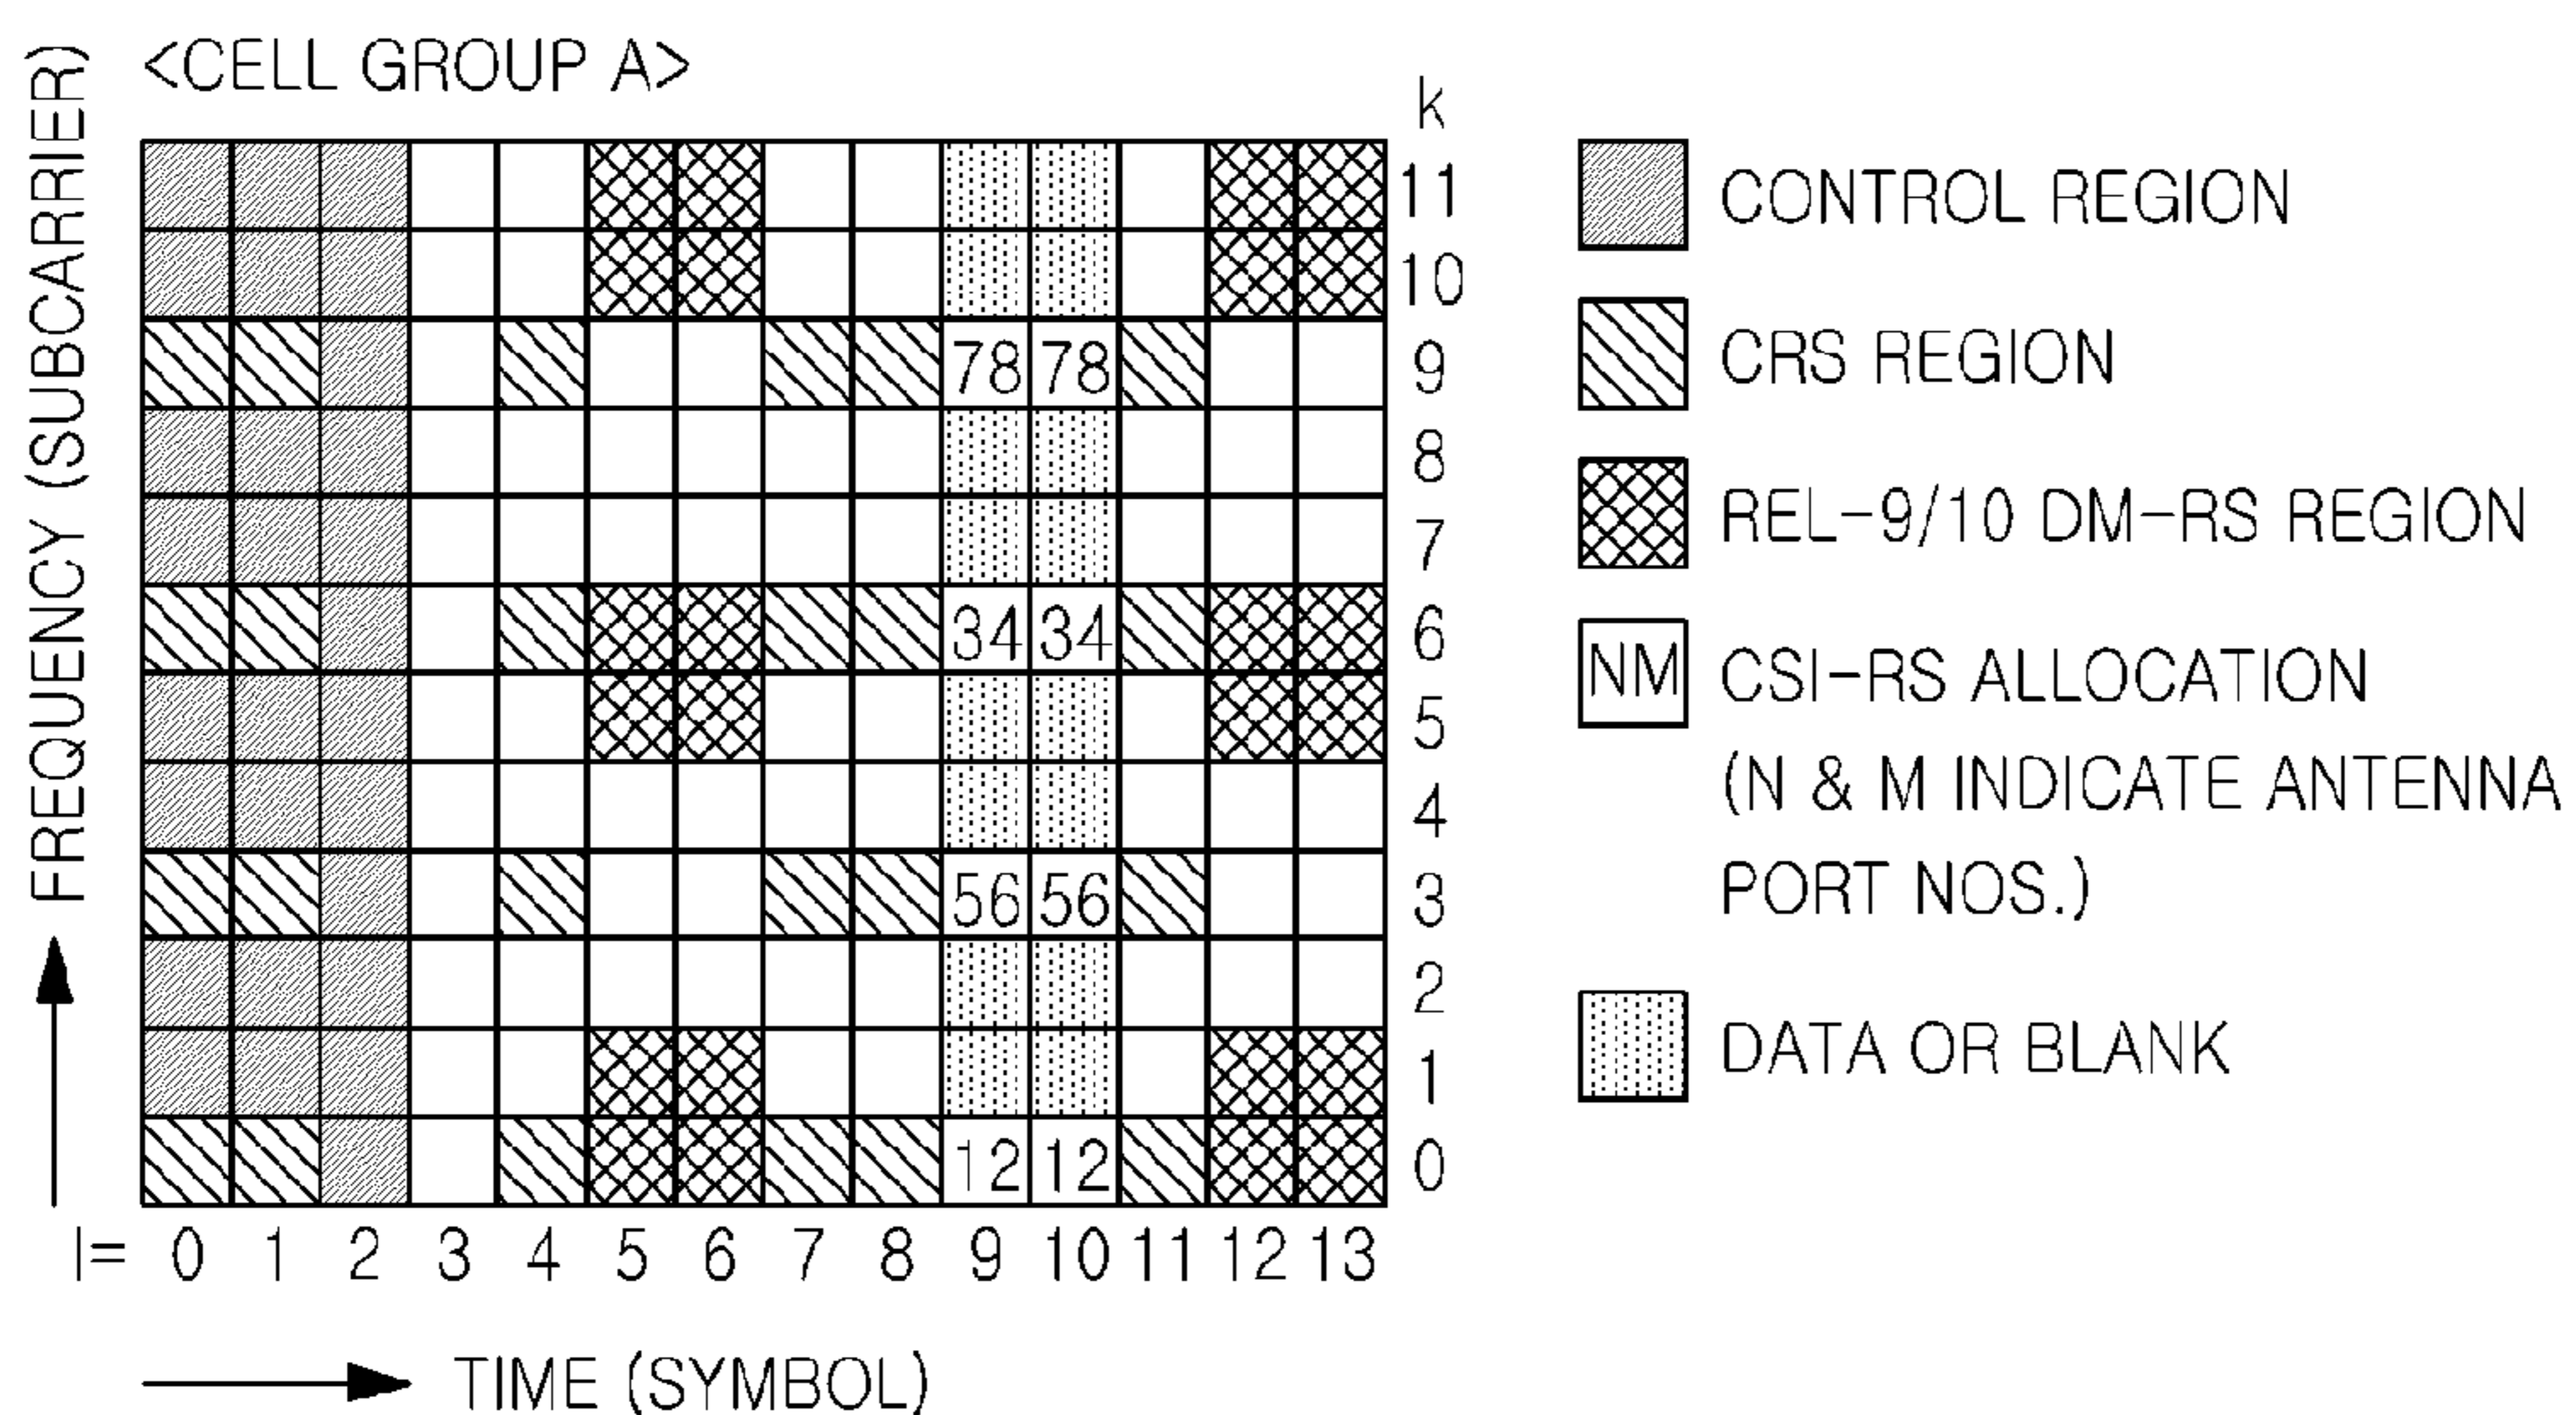 <CELL GROUP A>
FREQUENCY (SUBCARRIER)
k
11
10
78 78 9
8
7
34 34 6
5
4
56 56 3
2
1
12 12 0
l= 0 1 2 3 4 5 6 7 8 9 10 11 12 13
TIME (SYMBOL)
CONTROL REGION
CRS REGION
REL-9/10 DM-RS REGION
NM CSI-RS ALLOCATION
(N & M INDICATE ANTENNA
PORT NOS.)
DATA OR BLANK